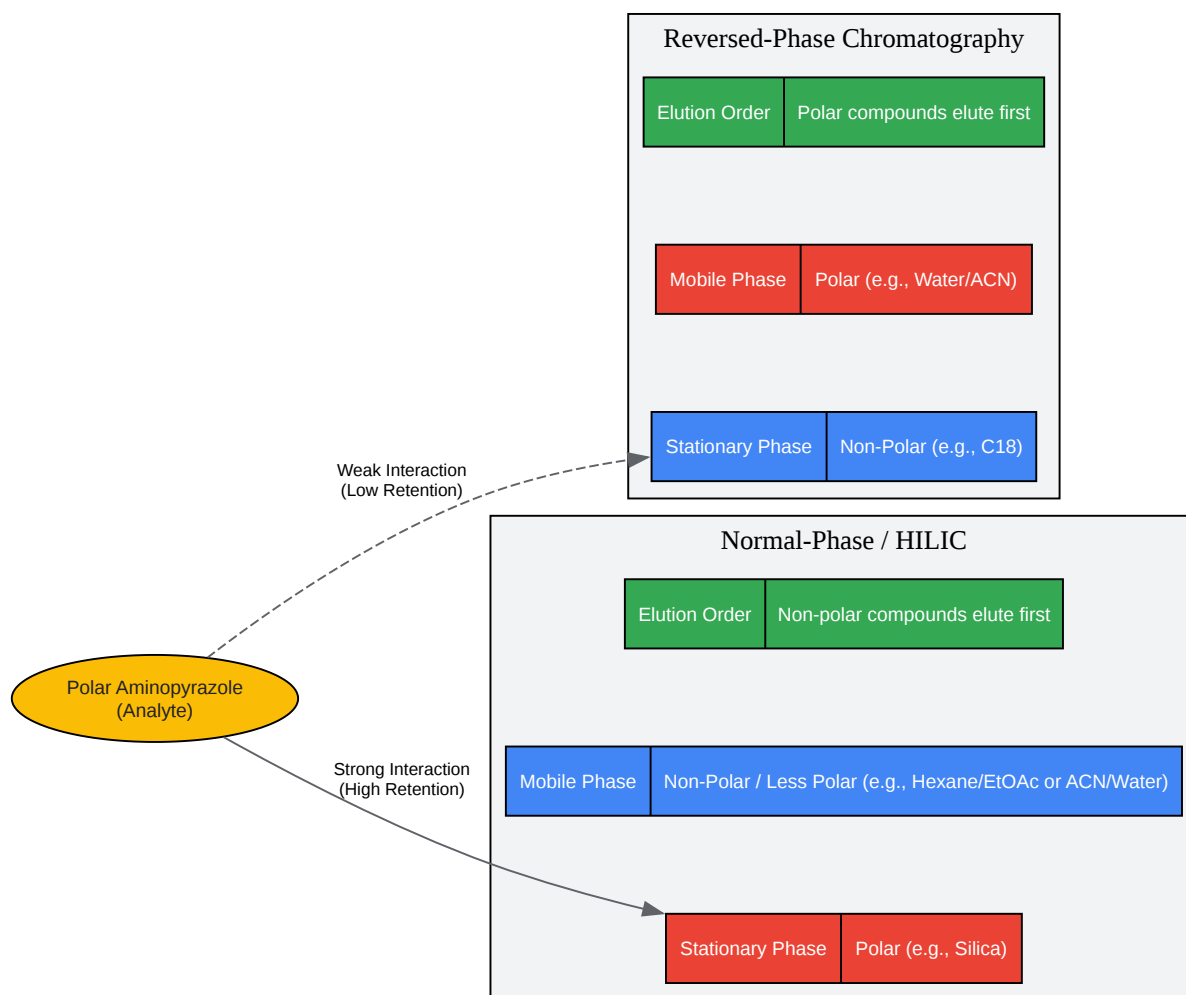 Reversed-Phase Chromatography
Elution Order Polar compounds elute first
Mobile Phase Polar (e.g., Water/ACN)
Stationary Phase Non-Polar (e.g., C18)
Weak Interaction
(Low Retention)
Normal-Phase / HILIC
Elution Order Non-polar compounds elute first
Polar Aminopyrazole
(Analyte)
Strong Interaction
(High Retention)
Mobile Phase Non-Polar / Less Polar (e.g., Hexane/EtOAc or ACN/Water)
Stationary Phase Polar (e.g., Silica)